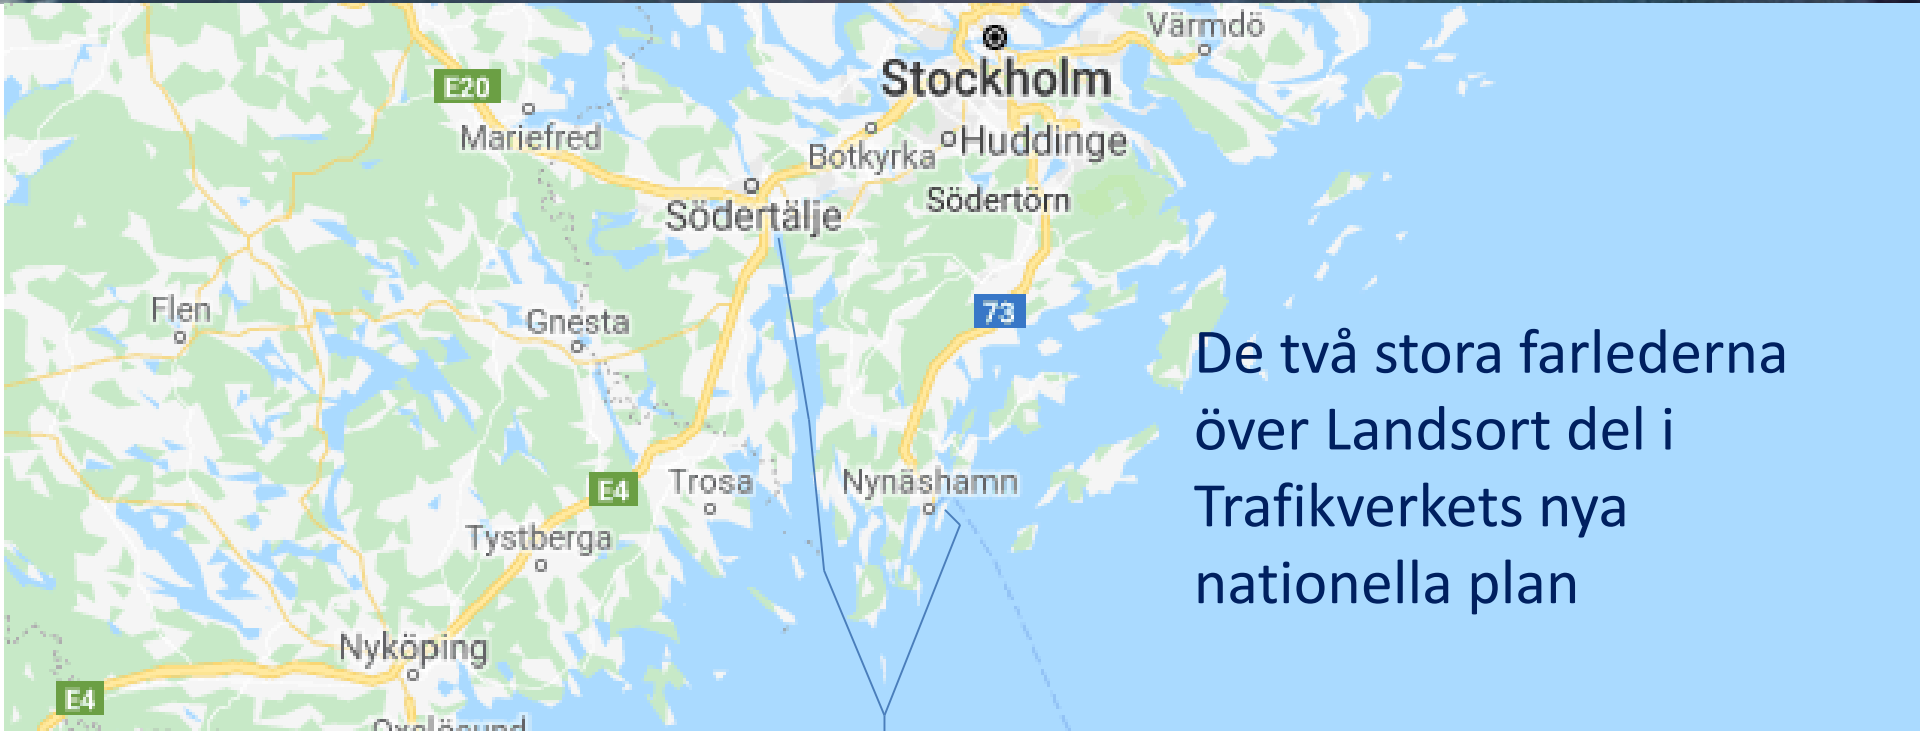 Värmdö
Stockholm
E20
Mariefred
Botkyrka
Huddinge
Södertörn
Södertälje
Flen
Gnesta
73
De två stora farlederna
över Landsort del i
Trafikverkets nya
nationella plan
E4
Trosa
Nynäshamn
Tystberga
Nyköping
E4
Oxelösund